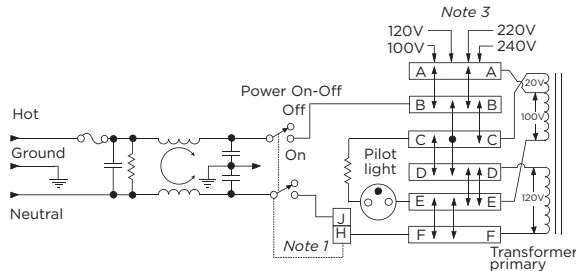 Note 3
120V 220V
100V 240V
A A
20V
Power On-Off
Off
B B
100V
Hot
C C
On
Pilot
light
Ground
D D
120V
E E
Neutral
J
H
Note 1
F F
Transformer
primary